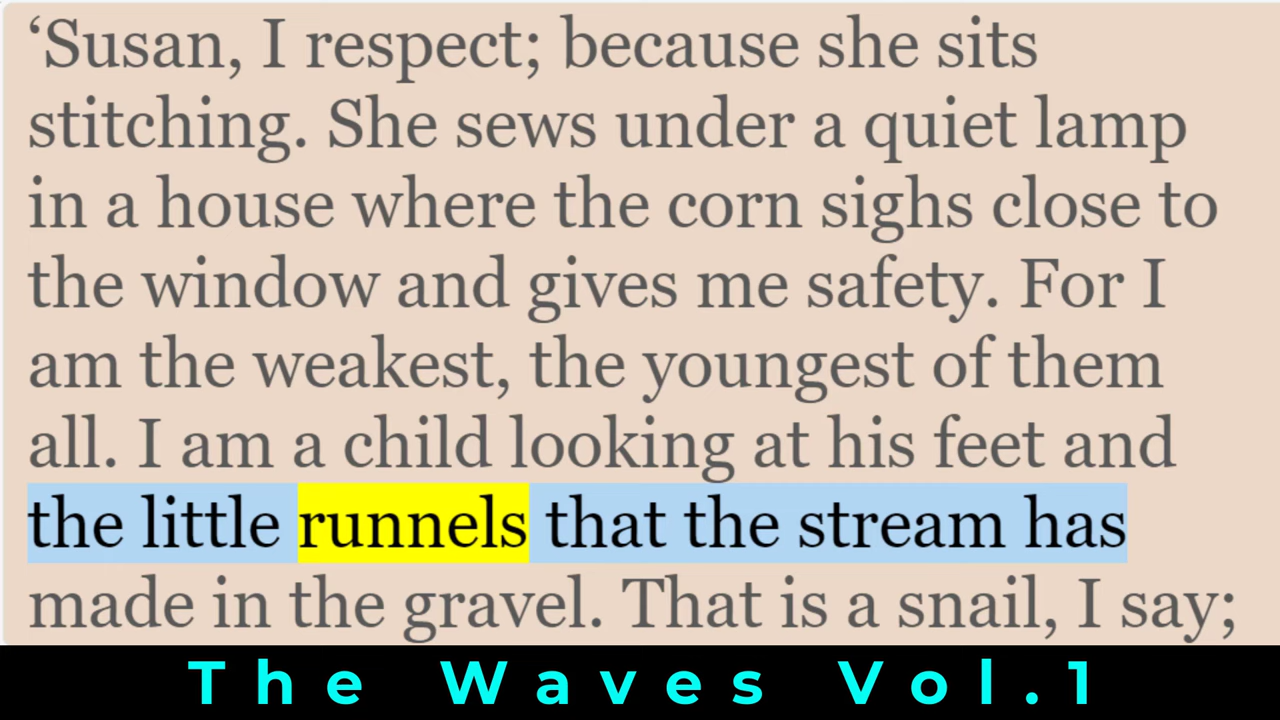 ‘Susan, I respect; because she sits
stitching. She sews under a quiet lamp
in a house where the corn sighs close to
the window and gives me safety. For I
am the weakest, the youngest of them
all. I am a child looking at his feet and
the little runnels that the stream has
made in the gravel. That is a snail, I say;
The Waves Vol.1